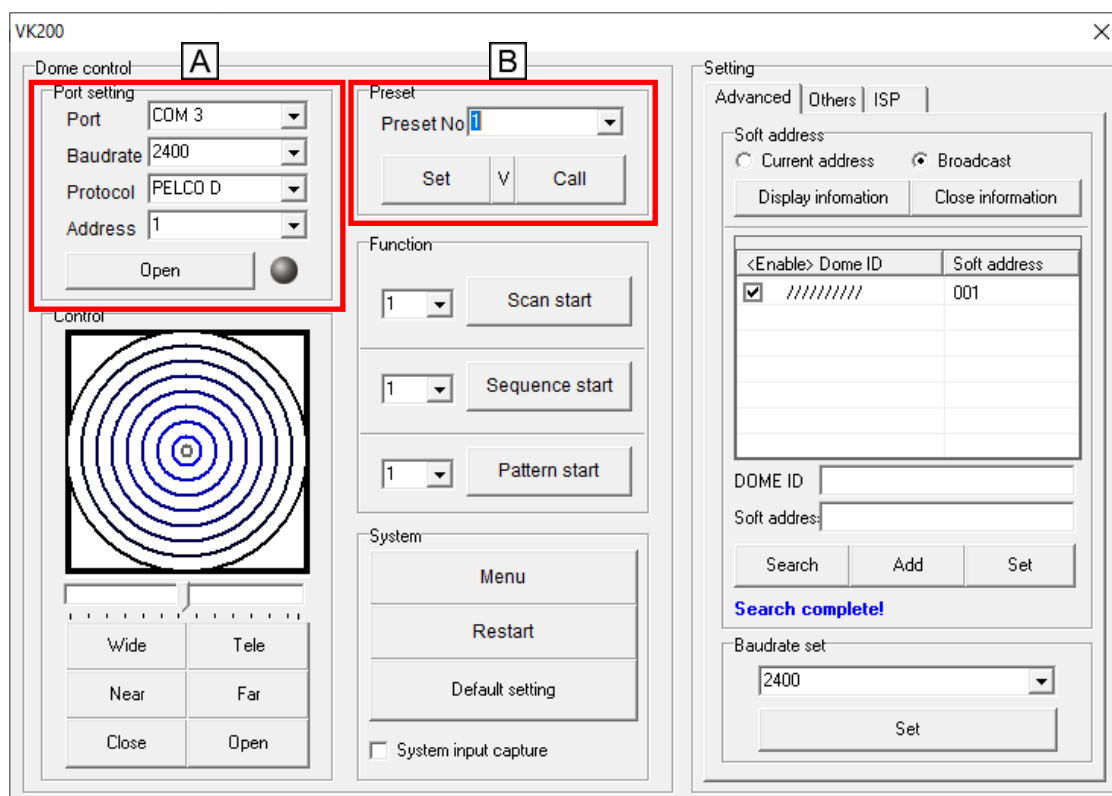 VK200
A
B
Dome control
Port setting
Port COM 3
Baudrate 2400
Protocol PELCO D
Address 1
Open
Control
Wide Tele
Near Far
Close Open
Preset
Preset No 1
Set V Call
Function
1 Scan start
1 Sequence start
1 Pattern start
System
Menu
Restart
Default setting
System input capture
Setting
Advanced Others ISP
Soft address
Current address Broadcast
Display infomation Close information
<Enable> Dome ID Soft address
////////// 001
DOME ID
Soft addres
Search Add Set
Search complete!
Baudrate set
2400
Set